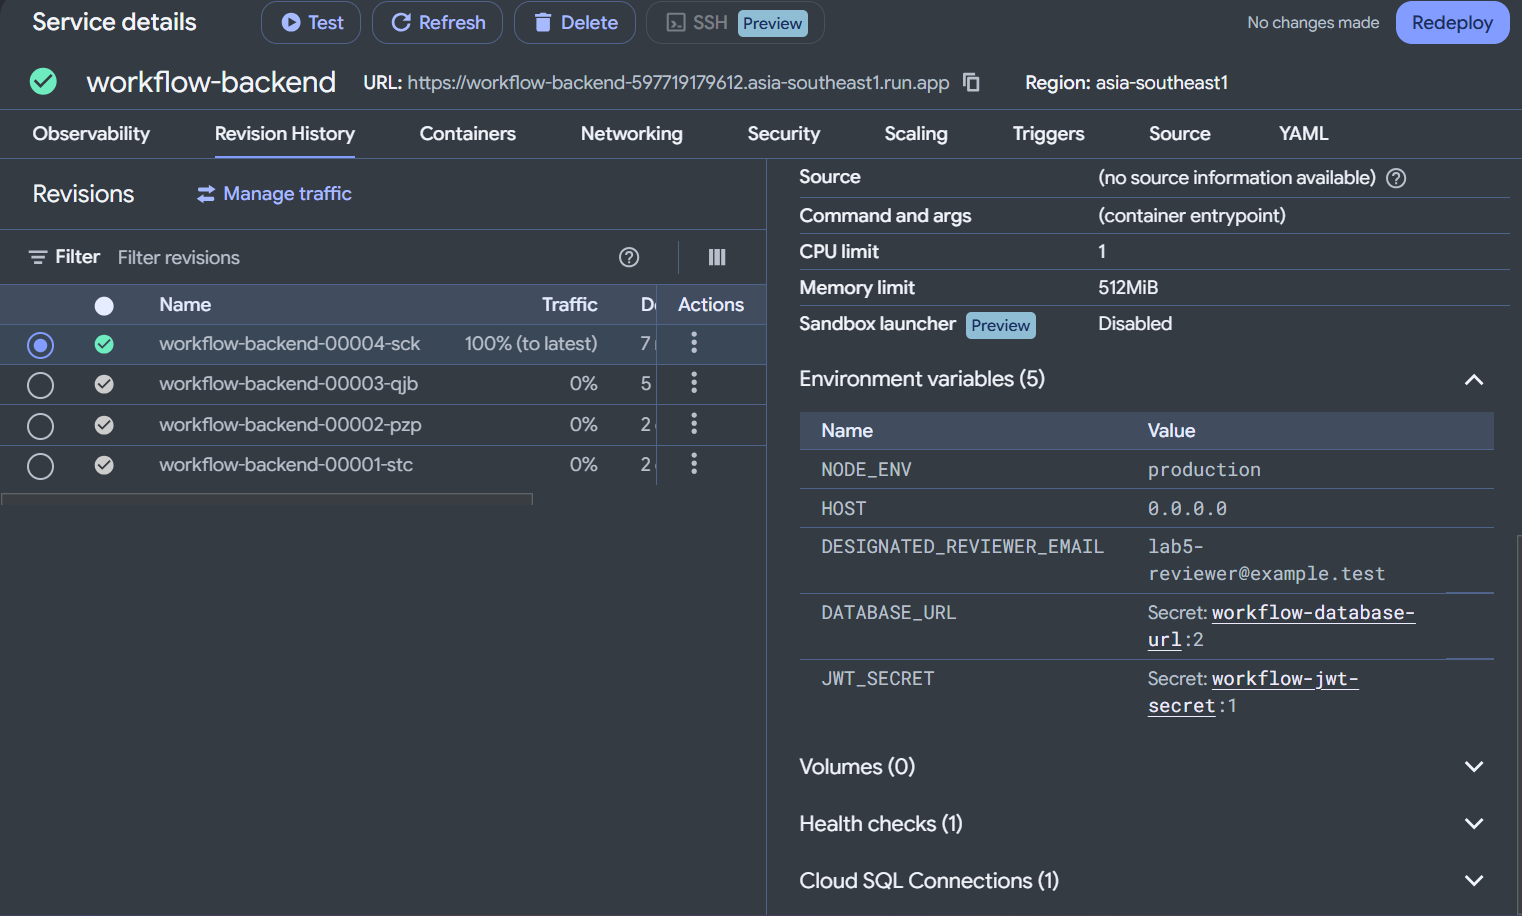 Service details
Test
Refresh
Delete
SSH Preview
No changes made
Redeploy
workflow-backend
URL: https://workflow-backend-597719179612.asia-southeast1.run.app
Region: asia-southeast1
Observability
Revision History
Containers
Networking
Security
Scaling
Triggers
Source
YAML
Revisions
Manage traffic
Filter Filter revisions
Name Traffic Actions
workflow-backend-00004-sck 100% (to latest) 7
workflow-backend-00003-qjb 0% 5
workflow-backend-00002-pzp 0% 2
workflow-backend-00001-stc 0% 2
Source (no source information available)
Command and args (container entrypoint)
CPU limit 1
Memory limit 512MiB
Sandbox launcher Preview Disabled
Environment variables (5)
Name Value
NODE_ENV production
HOST 0.0.0.0
DESIGNATED_REVIEWER_EMAIL lab5-
reviewer@example.test
DATABASE_URL Secret: workflow-database-
url:2
JWT_SECRET Secret: workflow-jwt-
secret:1
Volumes (0)
Health checks (1)
Cloud SQL Connections (1)